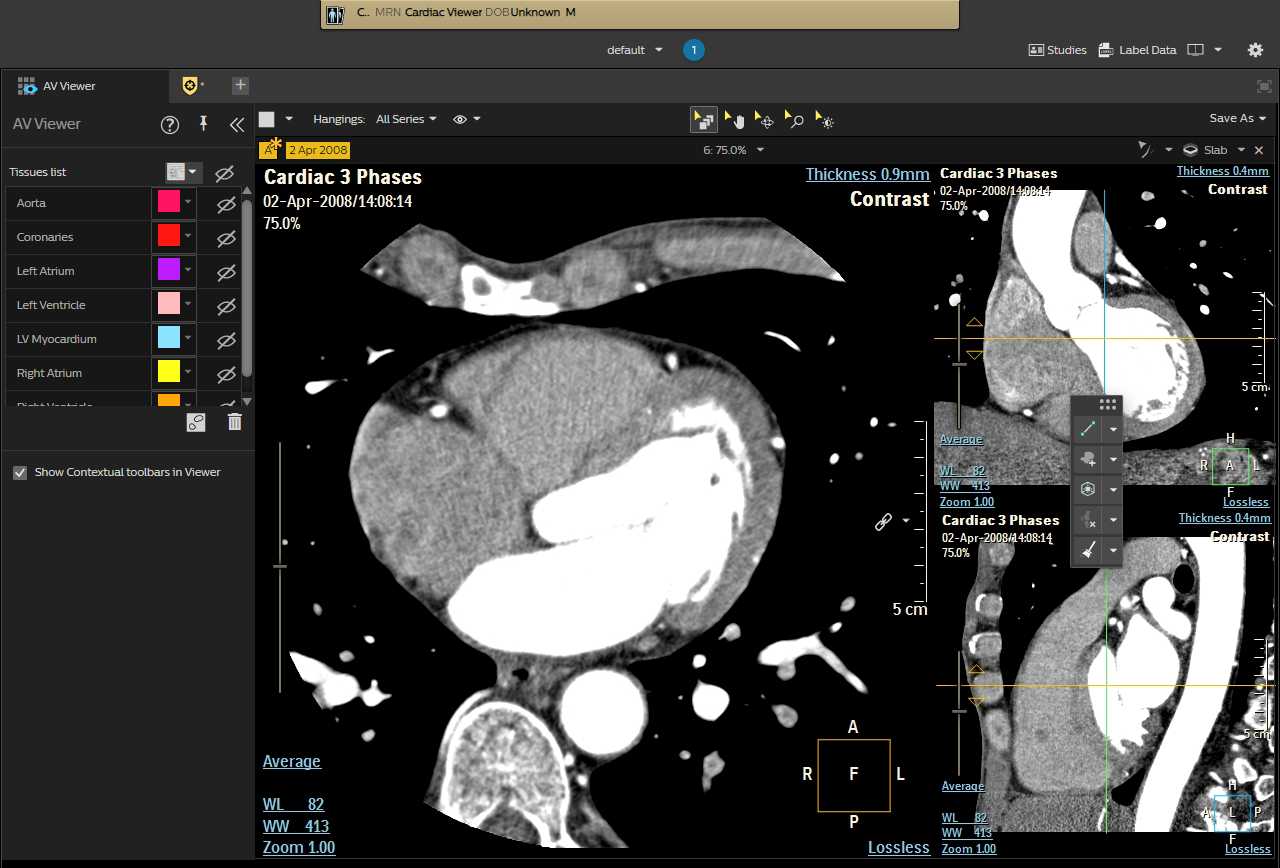 C.. MRN Cardiac Viewer DOB Unknown M
default
1
Studies
Label Data
AV Viewer
AV Viewer
Hangings: All Series
Save As
A
2 Apr 2008
6: 75.0%
Slab
Tissues list
Aorta
Coronaries
Left Atrium
Left Ventricle
LV Myocardium
Right Atrium
Right Ventricle
Show Contextual toolbars in Viewer
Cardiac 3 Phases
02-Apr-2008/14:08:14
75.0%
Thickness 0.9mm
Contrast
5 cm
A
R F L
P
Average
WL 82
WW 413
Zoom 1.00
Lossless
Cardiac 3 Phases
02-Apr-2008/14:08:14
75.0%
Thickness 0.4mm
Contrast
5 cm
Average
WL 82
WW 413
Zoom 1.00
H
R A L
F
Lossless
Cardiac 3 Phases
02-Apr-2008/14:08:14
75.0%
Thickness 0.4mm
Contrast
5 cm
Average
WL 82
WW 413
Zoom 1.00
H
A L P
F
Lossless